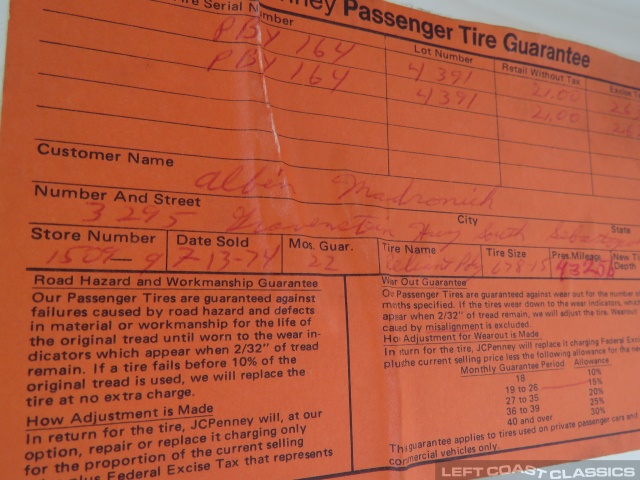 Passenger Tire Guarantee
Tire Serial Number Lot Number Retail Without Tax
PBY 164 4391 21.00
PBY 164 4391 21.00
Customer Name Albin
Number And Street City State
3295 Gravenstein Hwy South
Store Number Date Sold Mos. Guar. Tire Name Tire Size Pres. Mileage New Ti
7-13-74 22
Depth
Road Hazard and Workmanship Guarantee
Our Passenger Tires are guaranteed against
failures caused by road hazard and defects
in material or workmanship for the life of
the original tread until worn to the wear in-
dicators which appear when 2/32" of tread
remain. If a tire fails before 10% of the
original tread is used, we will replace the
tire at no extra charge.
How Adjustment is Made
In return for the tire, JCPenney will, at our
option, repair or replace it charging only
for the proportion of the current selling
plus Federal Excise Tax that represents
Wear Out Guarantee
Our Passenger Tires are guaranteed against wear out for the number of
months specified. If the tires wear down to the wear indicators, which
appear when 2/32" of tread remain, we will adjust the tire. Wearout
caused by misalignment is excluded.
How Adjustment for Wearout is Made
In return for the tire, JCPenney will replace it charging Federal Excise
plus the current selling price less the following allowance for the
Monthly Guarantee Period Allowance
18 10%
19 to 26 15%
27 to 35 20%
36 to 39 25%
40 and over 30%
This guarantee applies to tires used on private passenger cars and
commercial vehicles only.
LEFT COAST CLASSICS